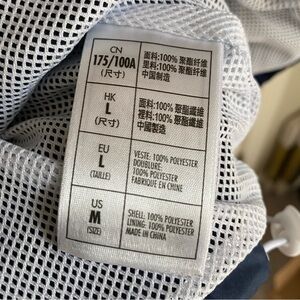 CN
175/100A
(尺寸)
面料:100% 聚酯纤维
里料:100% 聚酯纤维
中国制造
HK
L
(尺寸)
面料:100% 聚酯纖維
裡料:100% 聚酯纖維
中國製造
EU
L
(TAILLE)
VESTE: 100% POLYESTER
DOUBLURE:
100% POLYESTER
FABRIQUE EN CHINE
US
M
(SIZE)
SHELL: 100% POLYESTER
LINING: 100% POLYESTER
MADE IN CHINA